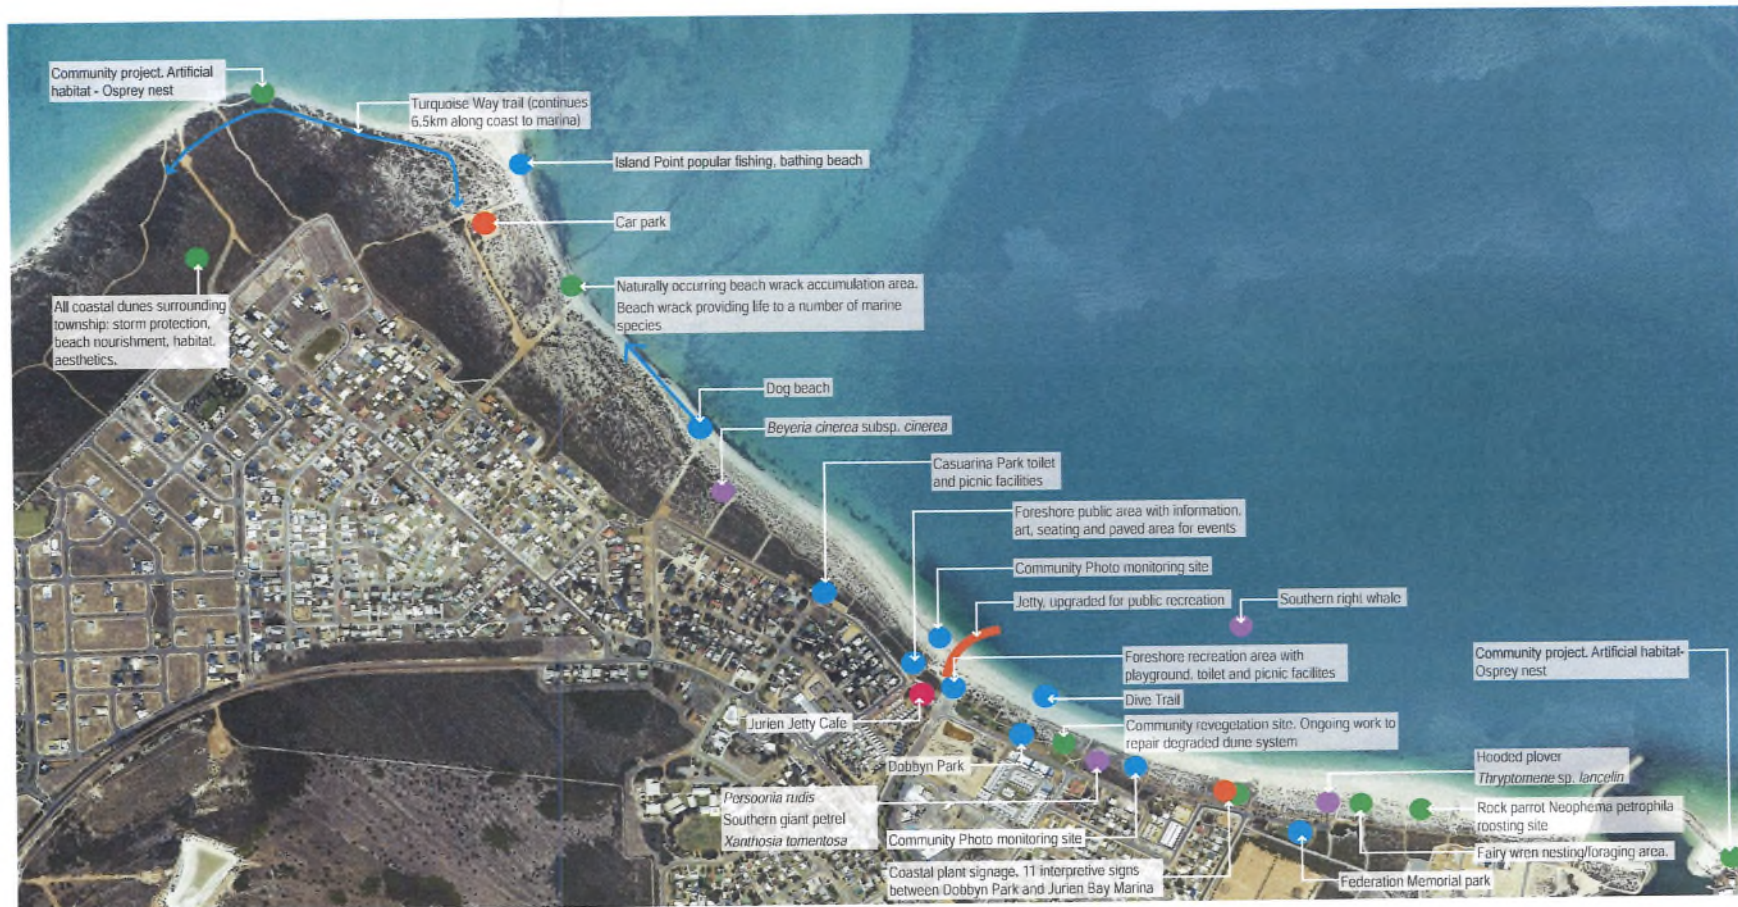 Community project. Artificial
habitat - Osprey nest
Turquoise Way trail (continues
6.5km along coast to marina)
Island Point popular fishing, bathing beach
Car park
Naturally occurring beach wrack accumulation area.
Beach wrack providing life to a number of marine
species
All coastal dunes surrounding
township: storm protection,
beach nourishment, habitat,
aesthetics.
Dog beach
Beyeria cinerea subsp. cinerea
Casuarina Park toilet
and picnic facilities
Foreshore public area with information,
art, seating and paved area for events
Community Photo monitoring site
Jetty, upgraded for public recreation
Southern right whale
Foreshore recreation area with
playground, toilet and picnic facilites
Community project. Artificial habitat-
Osprey nest
Dive Trail
Jurien Jetty Cafe
Community revegetation site. Ongoing work to
repair degraded dune system
Dobbyn Park
Hooded plover
Thryptomene sp. lancelin
Persoonia rudis
Southern giant petrel
Xanthosia tomentosa
Rock parrot Neophema petrophila
roosting site
Community Photo monitoring site
Fairy wren nesting/foraging area.
Coastal plant signage. 11 interpretive signs
between Dobbyn Park and Jurien Bay Marina
Federation Memorial park